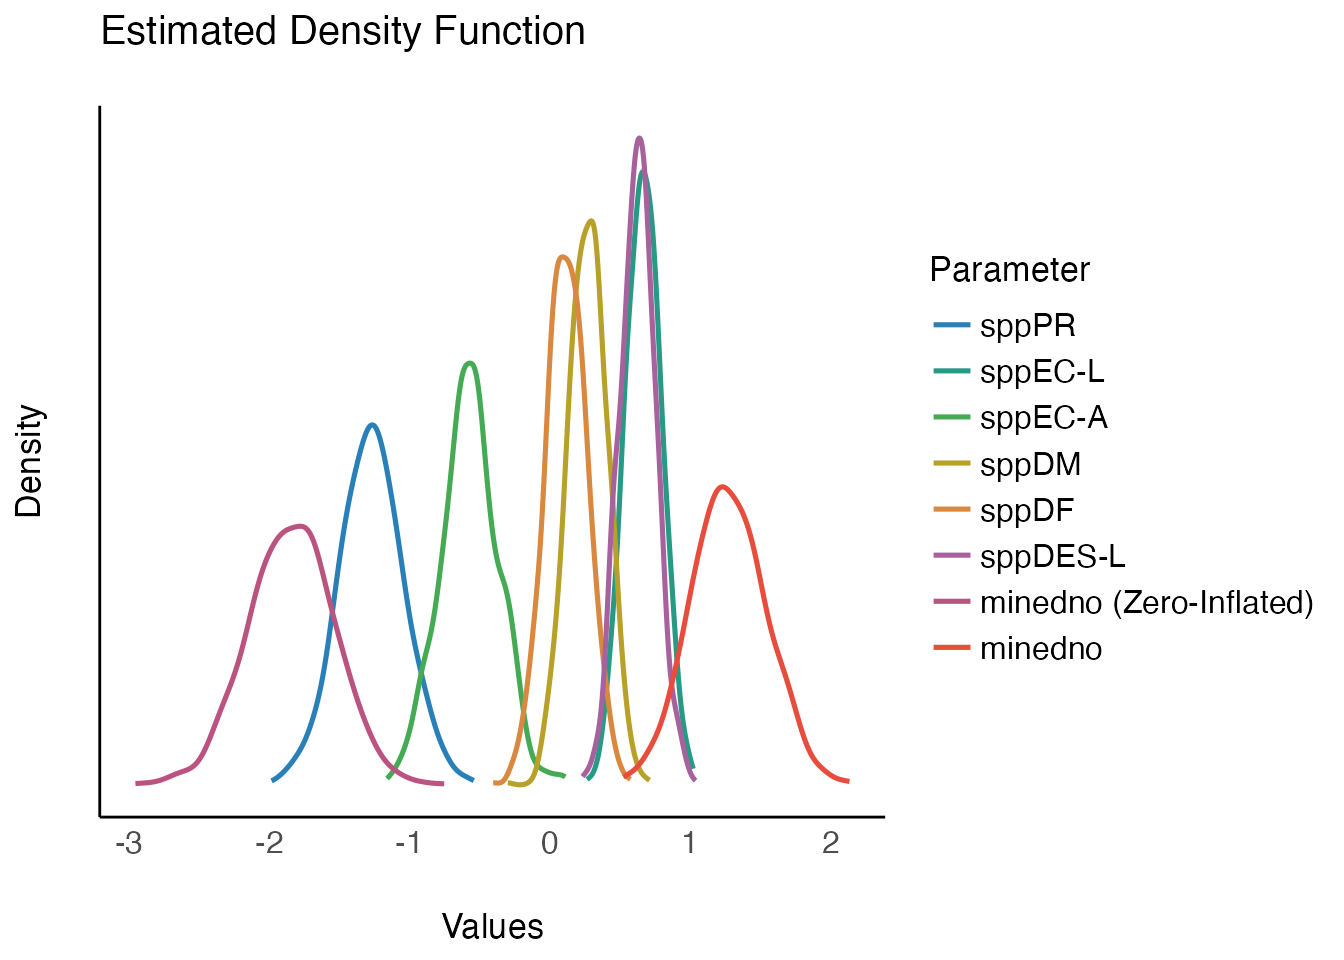 Estimated Density Function
Density
-3
-2
-1
0
1
2
Values
Parameter
sppPR
sppEC-L
sppEC-A
sppDM
sppDF
sppDES-L
minedno (Zero-Inflated)
minedno